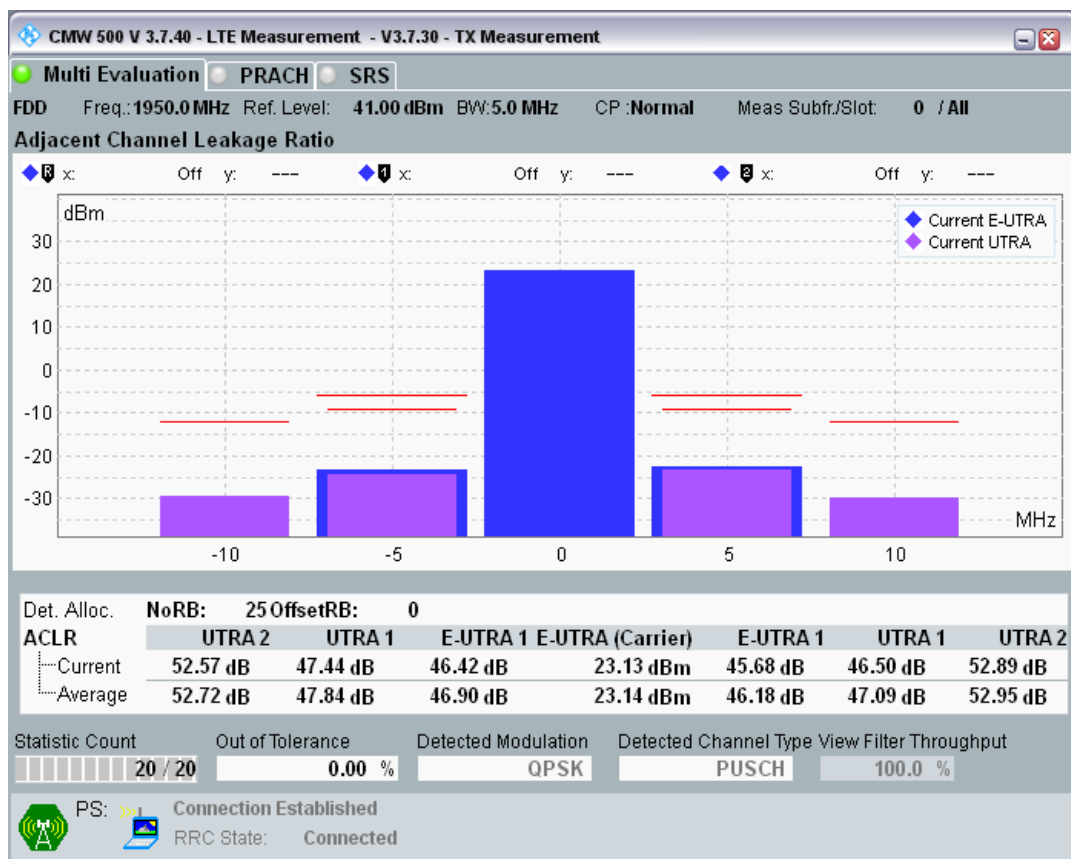 CMW 500 V 3.7.40 - LTE Measurement - V3.7.30 - TX Measurement
Multi Evaluation PRACH SRS
FDD Freq.: 1950.0 MHz Ref. Level: 41.00 dBm BW: 5.0 MHz CP : Normal Meas Subfr./Slot: 0 / All
Adjacent Channel Leakage Ratio
R x: Off y: --- 1 x: Off y: --- 2 x: Off y: ---
dBm
Current E-UTRA
Current UTRA
30
20
10
0
-10
-20
-30
MHz
-10 -5 0 5 10
Det. Alloc. NoRB: 25 OffsetRB: 0
ACLR UTRA 2 UTRA 1 E-UTRA 1 E-UTRA (Carrier) E-UTRA 1 UTRA 1 UTRA 2
Current 52.57 dB 47.44 dB 46.42 dB 23.13 dBm 45.68 dB 46.50 dB 52.89 dB
Average 52.72 dB 47.84 dB 46.90 dB 23.14 dBm 46.18 dB 47.09 dB 52.95 dB
Statistic Count Out of Tolerance Detected Modulation Detected Channel Type View Filter Throughput
20 / 20 0.00 % QPSK PUSCH 100.0 %
PS: Connection Established
RRC State: Connected